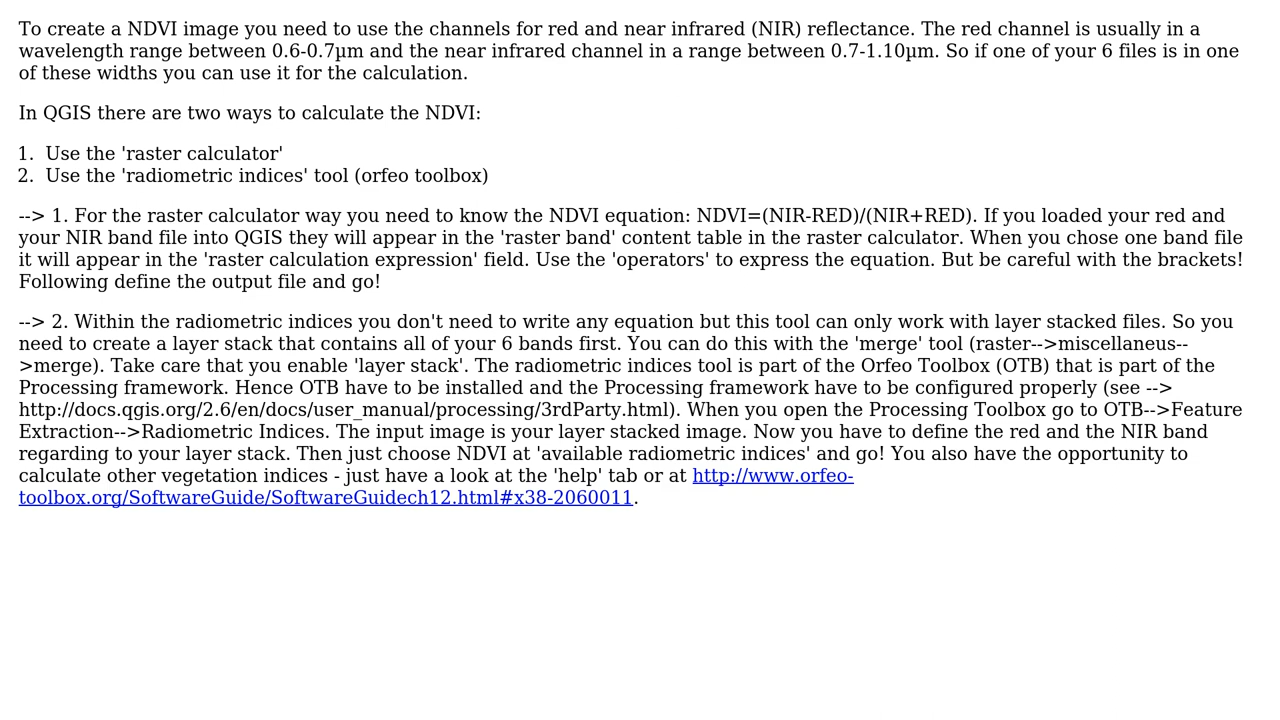 To create a NDVI image you need to use the channels for red and near infrared (NIR) reflectance. The red channel is usually in a
wavelength range between 0.6-0.7µm and the near infrared channel in a range between 0.7-1.10µm. So if one of your 6 files is in one
of these widths you can use it for the calculation.
In QGIS there are two ways to calculate the NDVI:
1. Use the 'raster calculator'
2. Use the 'radiometric indices' tool (orfeo toolbox)
--> 1. For the raster calculator way you need to know the NDVI equation: NDVI=(NIR-RED)/(NIR+RED). If you loaded your red and
your NIR band file into QGIS they will appear in the 'raster band' content table in the raster calculator. When you chose one band file
it will appear in the 'raster calculation expression' field. Use the 'operators' to express the equation. But be careful with the brackets!
Following define the output file and go!
--> 2. Within the radiometric indices you don't need to write any equation but this tool can only work with layer stacked files. So you
need to create a layer stack that contains all of your 6 bands first. You can do this with the 'merge' tool (raster-->miscellaneus--
>merge). Take care that you enable 'layer stack'. The radiometric indices tool is part of the Orfeo Toolbox (OTB) that is part of the
Processing framework. Hence OTB have to be installed and the Processing framework have to be configured properly (see -->
http://docs.qgis.org/2.6/en/docs/user_manual/processing/3rdParty.html). When you open the Processing Toolbox go to OTB-->Feature
Extraction-->Radiometric Indices. The input image is your layer stacked image. Now you have to define the red and the NIR band
regarding to your layer stack. Then just choose NDVI at 'available radiometric indices' and go! You also have the opportunity to
calculate other vegetation indices - just have a look at the 'help' tab or at http://www.orfeo-
toolbox.org/SoftwareGuide/SoftwareGuidech12.html#x38-2060011.